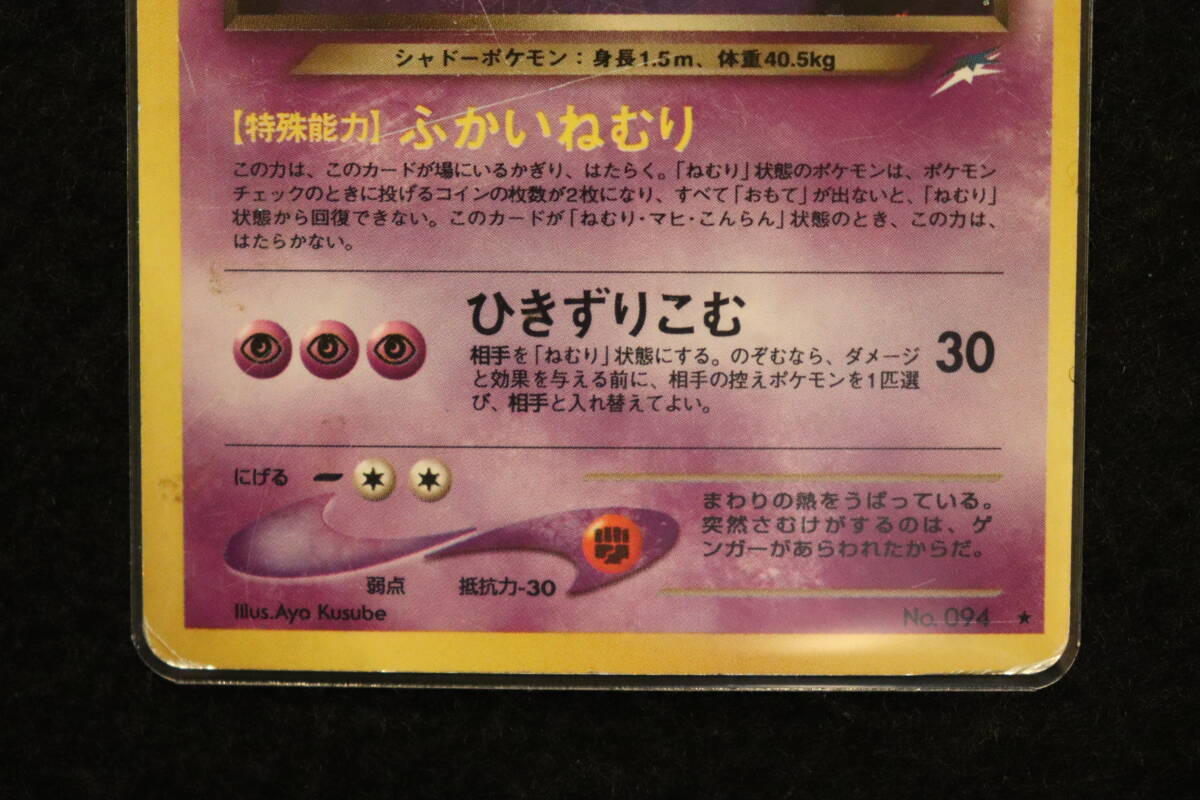 シャドーポケモン：身長1.5m、体重40.5kg
【特殊能力】ふかいねむり
この力は、このカードが場にいるかぎり、はたらく。「ねむり」状態のポケモンは、ポケモン
チェックのときに投げるコインの枚数が2枚になり、すべて「おもて」が出ないと、「ねむり」
状態から回復できない。このカードが「ねむり・マヒ・こんらん」状態のとき、この力は、
はたらかない。
ひきずりこむ
30
相手を「ねむり」状態にする。のぞむなら、ダメージ
と効果を与える前に、相手の控えポケモンを1匹選
び、相手と入れ替えてよい。
にげる
まわりの熱をうばっている。
突然さむけがするのは、ゲ
ンガーがあらわれたからだ。
弱点
抵抗力-30
Illus.Ayo Kusube
No. 094 ★